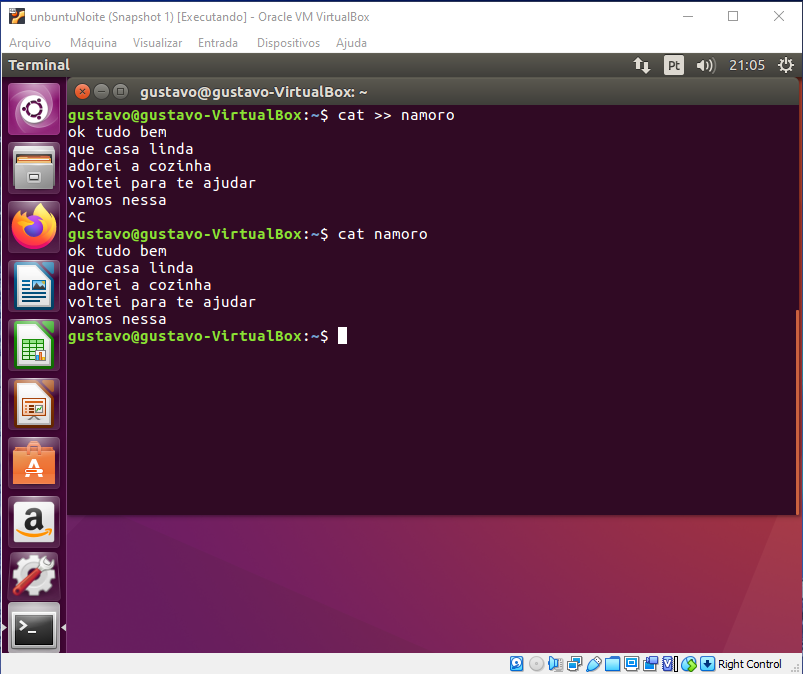 unbuntuNoite (Snapshot 1) [Executando] - Oracle VM VirtualBox
Arquivo Máquina Visualizar Entrada Dispositivos Ajuda
Terminal Pt 21:05
gustavo@gustavo-VirtualBox: ~
gustavo@gustavo-VirtualBox:~$ cat >> namoro
ok tudo bem
que casa linda
adorei a cozinha
voltei para te ajudar
vamos nessa
^C
gustavo@gustavo-VirtualBox:~$ cat namoro
ok tudo bem
que casa linda
adorei a cozinha
voltei para te ajudar
vamos nessa
gustavo@gustavo-VirtualBox:~$
Right Control